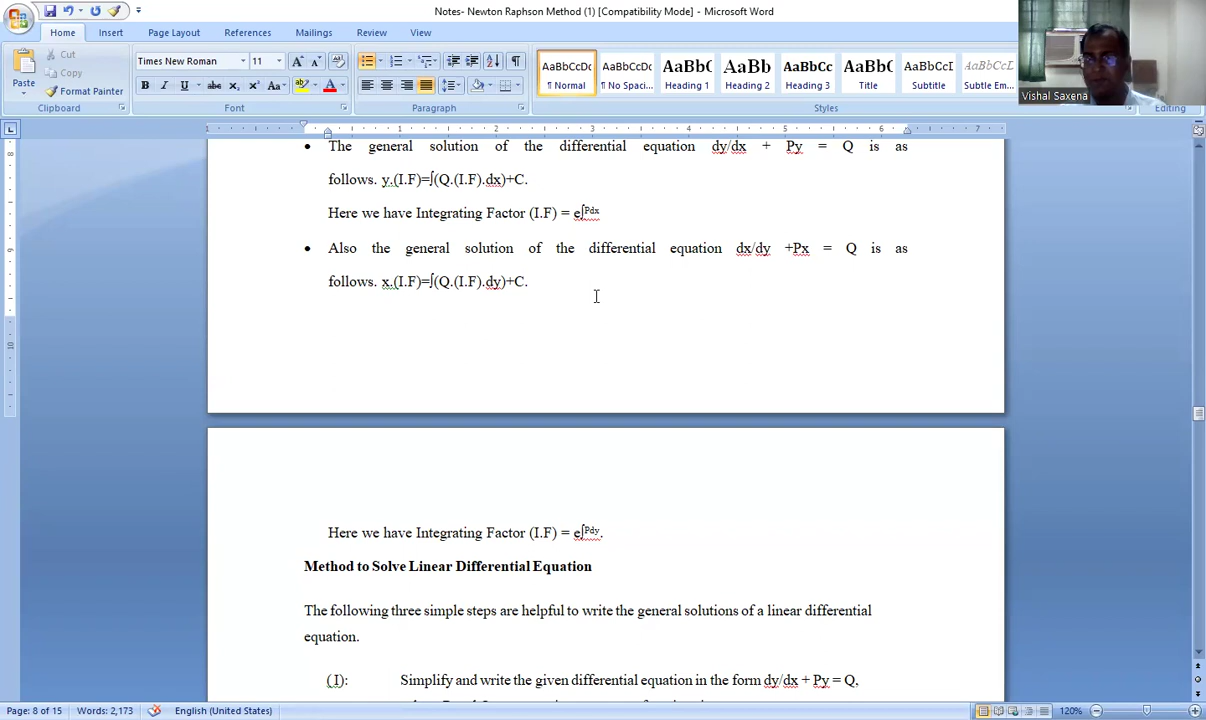 Notes- Newton Raphson Method (1) [Compatibility Mode] - Microsoft Word
Home Insert Page Layout References Mailings Review View
Paste
Cut
Copy
Format Painter
Clipboard
Times New Roman 11
Font
Paragraph
AaBbCcDc AaBbCcDc AaBbC AaBb AaBbCc AaBbC AaBbCcI AaBbCcD
¶ Normal ¶ No Spaci... Heading 1 Heading 2 Heading 3 Title Subtitle Subtle Em...
Styles
Editing
Vishal Saxena
• The general solution of the differential equation dy/dx + Py = Q is as
follows. y.(I.F)=∫(Q.(I.F).dx)+C.
Here we have Integrating Factor (I.F) = e∫Pdx
• Also the general solution of the differential equation dx/dy +Px = Q is as
follows. x.(I.F)=∫(Q.(I.F).dy)+C.
Here we have Integrating Factor (I.F) = e∫Pdy.
Method to Solve Linear Differential Equation
The following three simple steps are helpful to write the general solutions of a linear differential
equation.
(I): Simplify and write the given differential equation in the form dy/dx + Py = Q,
Page: 8 of 15 Words: 2,173 English (United States) 120%